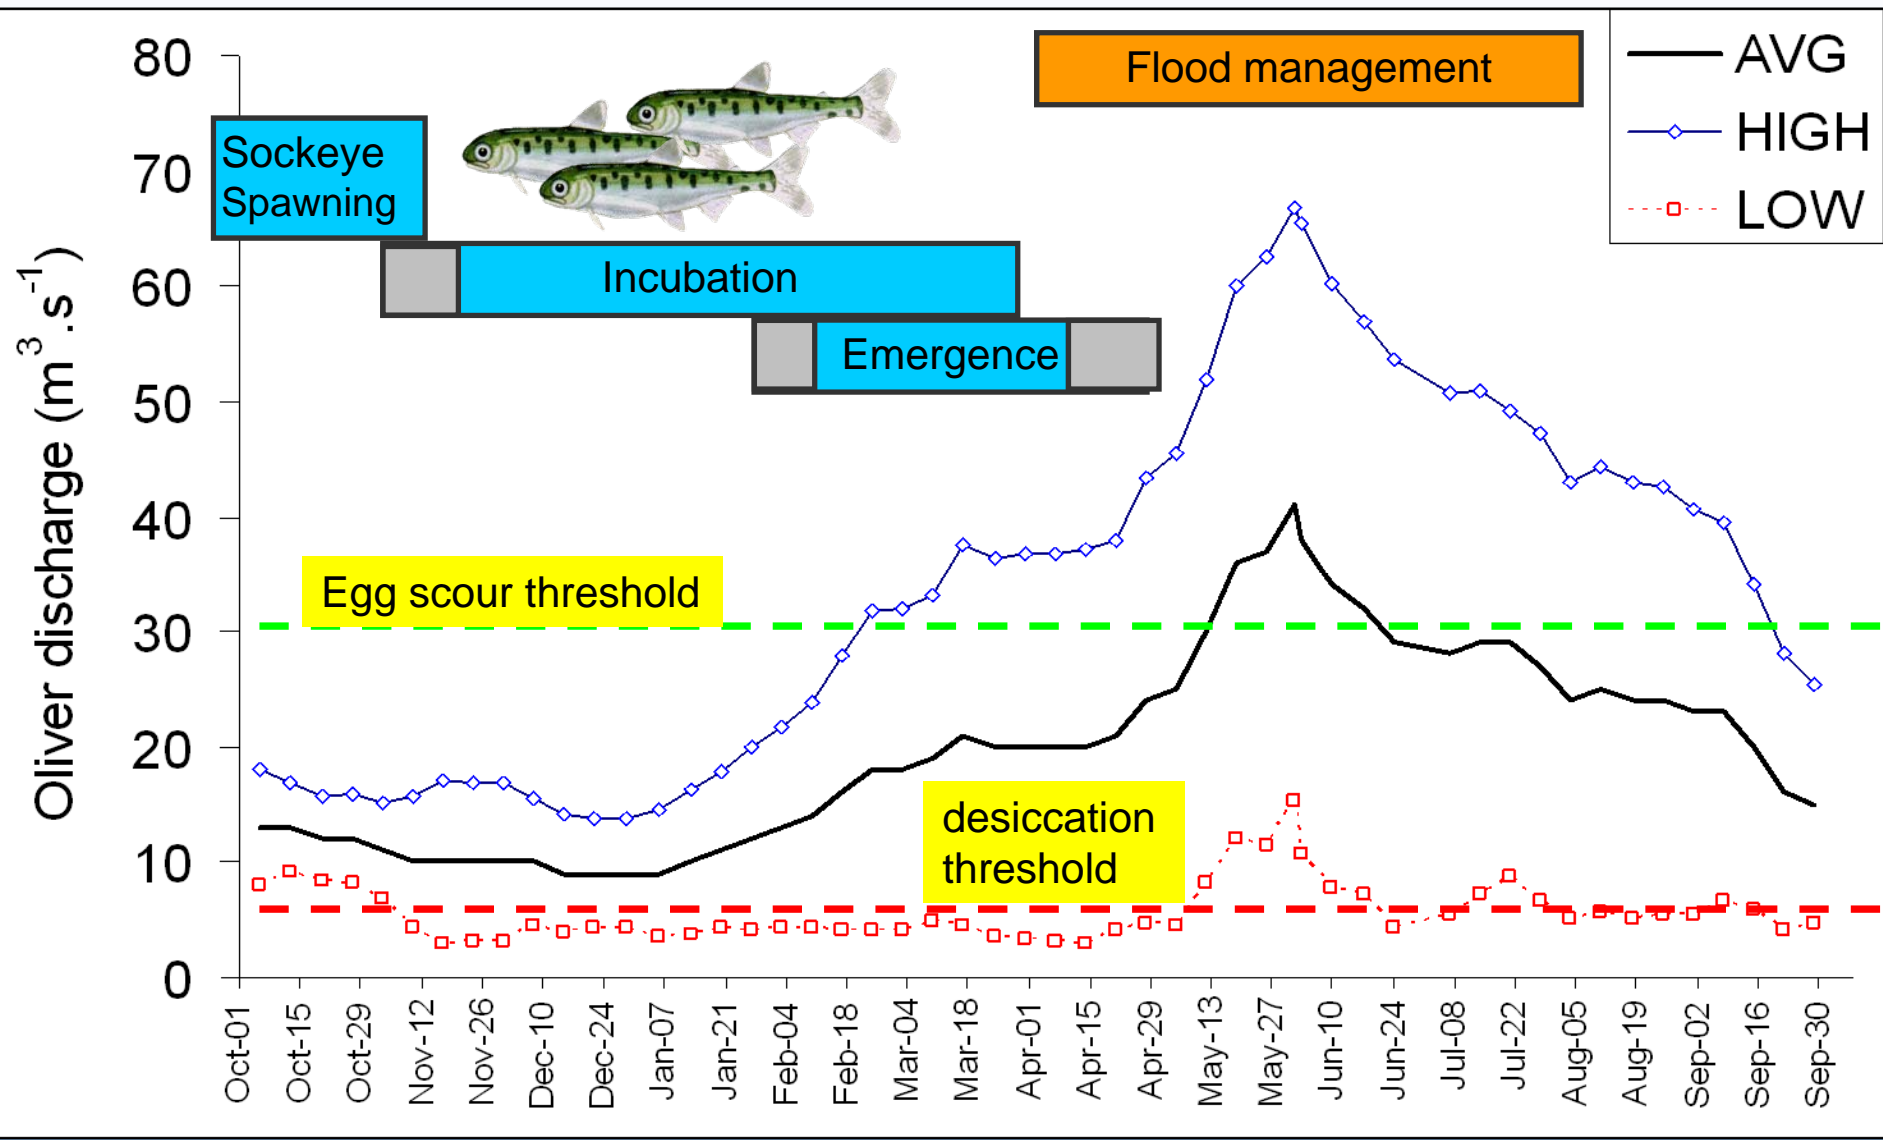 80
70
60
50
40
30
20
10
0
Oliver discharge (m³.s⁻¹)
Flood management
AVG
HIGH
LOW
Sockeye
Spawning
Incubation
Emergence
Egg scour threshold
desiccation
threshold
Oct-01
Oct-15
Oct-29
Nov-12
Nov-26
Dec-10
Dec-24
Jan-07
Jan-21
Feb-04
Feb-18
Mar-04
Mar-18
Apr-01
Apr-15
Apr-29
May-13
May-27
Jun-10
Jun-24
Jul-08
Jul-22
Aug-05
Aug-19
Sep-02
Sep-16
Sep-30